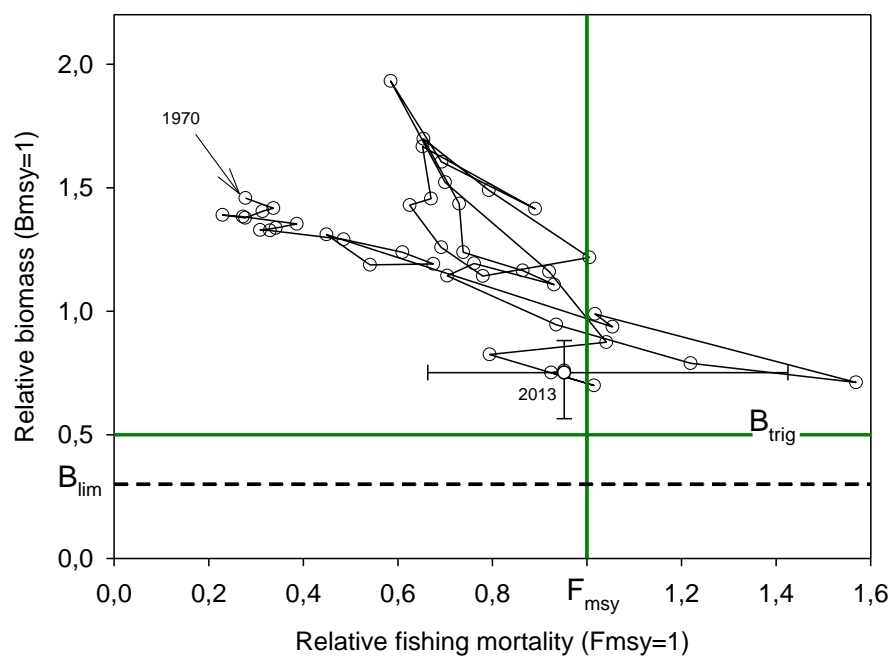 Relative biomass (Bmsy=1)
2,0
1,5
1,0
0,5
0,0
1970
2013
Btrig
Blim
Fmsy
0,0 0,2 0,4 0,6 0,8 1,0 1,2 1,4 1,6
Relative fishing mortality (Fmsy=1)